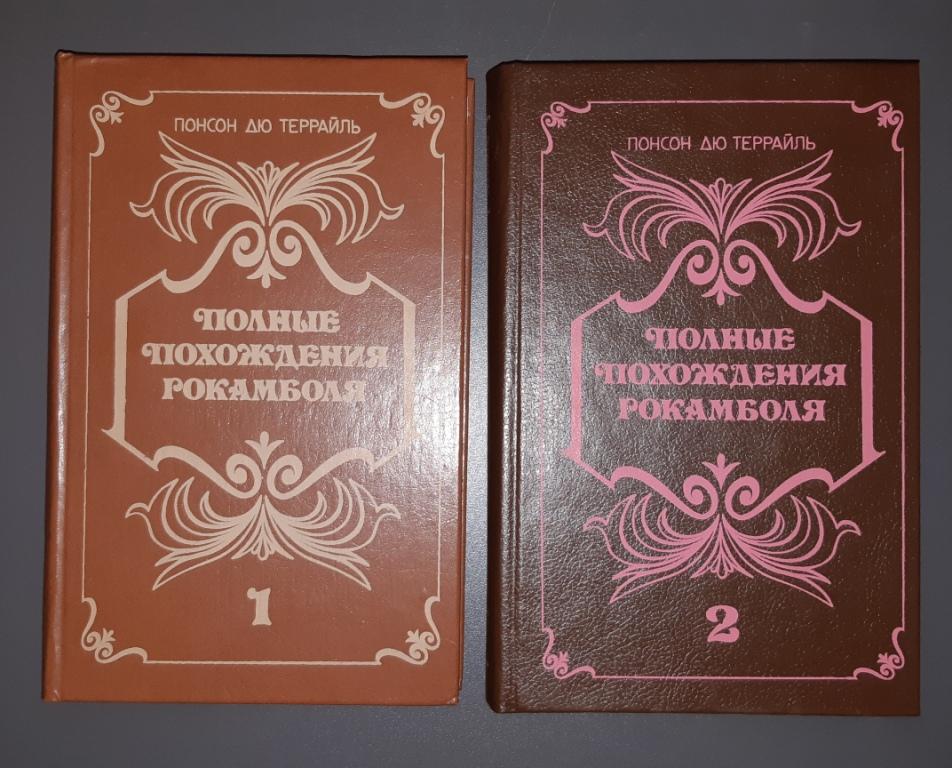 ПОНСОН ДЮ ТЕРРАЙЛЬ
ПОЛНЫЕ
ПОХОЖДЕНИЯ
РОКАМБОЛЯ
1
ПОНСОН ДЮ ТЕРРАЙЛЬ
ПОЛНЫЕ
ПОХОЖДЕНИЯ
РОКАМБОЛЯ
2